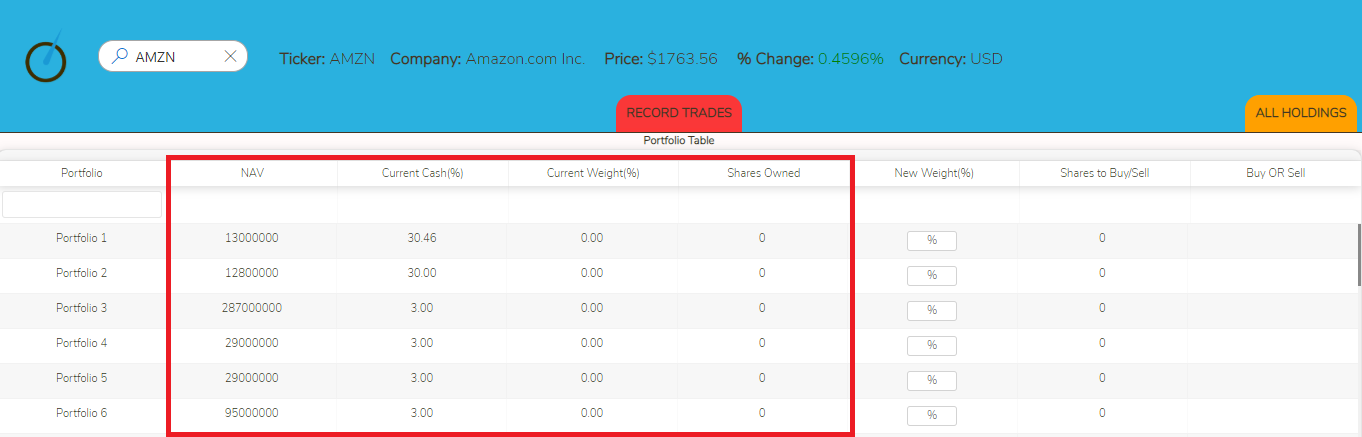 AMZN Ticker: AMZN Company: Amazon.com Inc. Price: $1763.56 % Change: 0.4596% Currency: USD
RECORD TRADES ALL HOLDINGS
Portfolio Table
Portfolio NAV Current Cash(%) Current Weight(%) Shares Owned New Weight(%) Shares to Buy/Sell Buy OR Sell
Portfolio 1 13000000 30.46 0.00 0 % 0
Portfolio 2 12800000 30.00 0.00 0 % 0
Portfolio 3 287000000 3.00 0.00 0 % 0
Portfolio 4 29000000 3.00 0.00 0 % 0
Portfolio 5 29000000 3.00 0.00 0 % 0
Portfolio 6 95000000 3.00 0.00 0 % 0